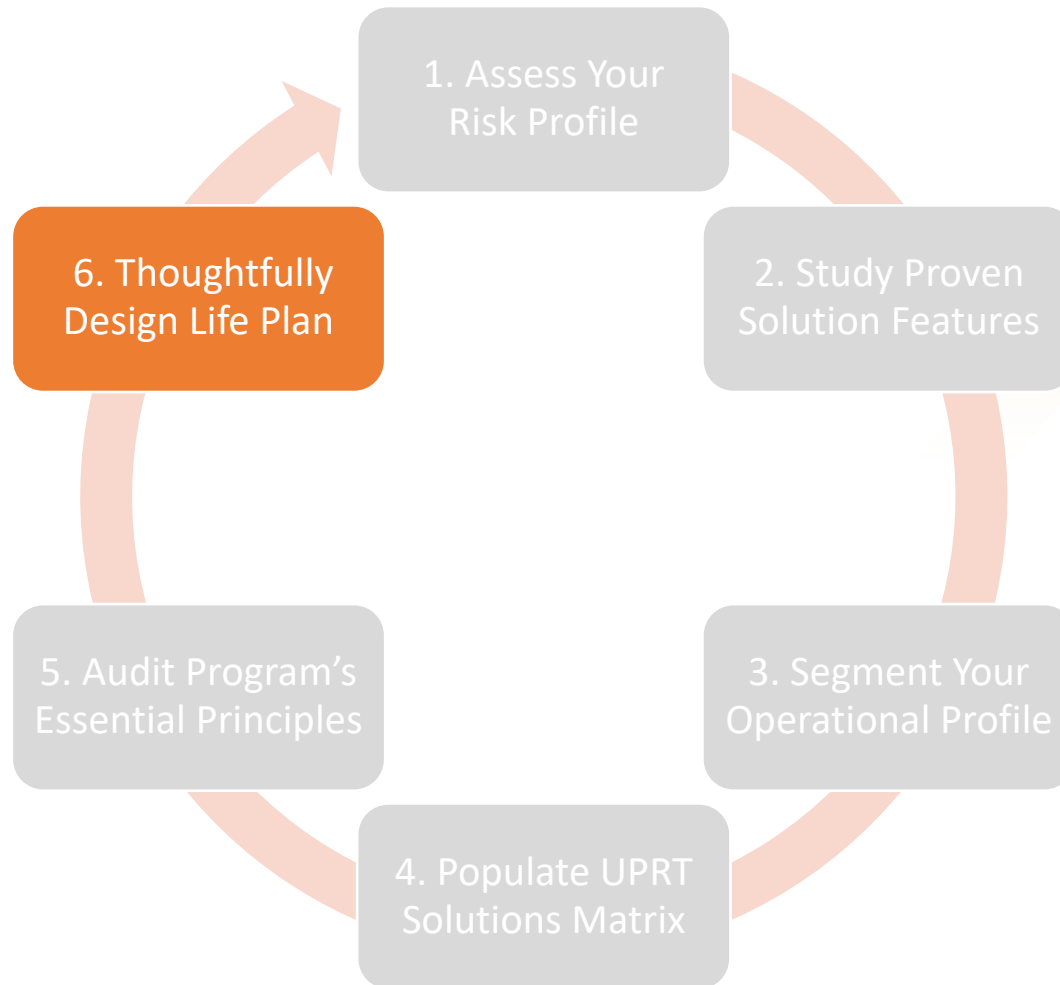 1. Assess Your
Risk Profile
2. Study Proven
Solution Features
3. Segment Your
Operational Profile
4. Populate UPRT
Solutions Matrix
5. Audit Program’s
Essential Principles
6. Thoughtfully
Design Life Plan